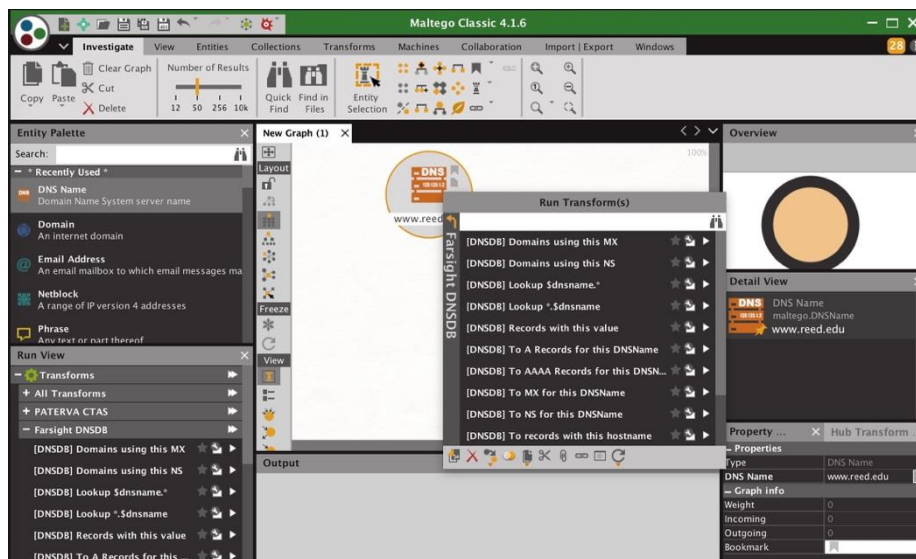 Maltego Classic 4.1.6
Investigate View Entities Collections Transforms Machines Collaboration Import | Export Windows
28
Copy
Paste
Clear Graph
Cut
Delete
Number of Results
12 50 256 10k
Quick Find
Find in Files
Entity Selection
Entity Palette
Search:
* Recently Used *
DNS Name
Domain Name System server name
Domain
An internet domain
Email Address
An email mailbox to which email messages ma
Netblock
A range of IP version 4 addresses
Phrase
Any text or part thereof
Run View
Transforms
+ All Transforms
+ PATERVA CTAS
− Farsight DNSDB
[DNSDB] Domains using this MX
[DNSDB] Domains using this NS
[DNSDB] Lookup $dnsname.*
[DNSDB] Lookup *.$dnsname
[DNSDB] Records with this value
[DNSDB] To A Records for this ...
New Graph (1)
Layout
Freeze
View
100%
DNS
www.reed
Output
Run Transform(s)
Farsight DNSDB
[DNSDB] Domains using this MX
[DNSDB] Domains using this NS
[DNSDB] Lookup $dnsname.*
[DNSDB] Lookup *.$dnsname
[DNSDB] Records with this value
[DNSDB] To A Records for this DNSName
[DNSDB] To AAAA Records for this DNSN...
[DNSDB] To MX for this DNSName
[DNSDB] To NS for this DNSName
[DNSDB] To records with this hostname
Overview
Detail View
DNS
DNS Name
maltego.DNSName
www.reed.edu
Property ...
Hub Transform ...
Properties
Type DNS Name
DNS Name www.reed.edu
Graph info
Weight 0
Incoming 0
Outgoing 0
Bookmark